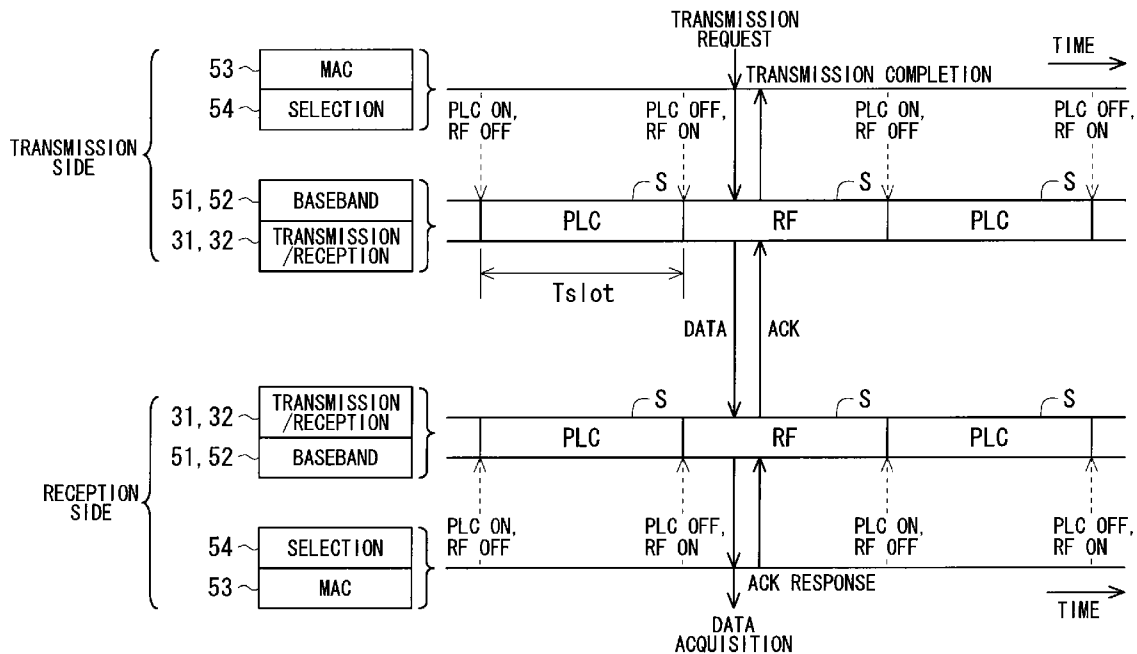 TRANSMISSION
REQUEST
TIME
53
MAC
TRANSMISSION COMPLETION
54
SELECTION
PLC ON,
RF OFF
PLC OFF,
RF ON
PLC ON,
RF OFF
PLC OFF,
RF ON
TRANSMISSION
SIDE
S
S
S
51, 52
BASEBAND
PLC
RF
PLC
31, 32
TRANSMISSION
/RECEPTION
Tslot
DATA
ACK
S
S
S
31, 32
TRANSMISSION
/RECEPTION
PLC
RF
PLC
51, 52
BASEBAND
RECEPTION
SIDE
PLC ON,
RF OFF
PLC OFF,
RF ON
PLC ON,
RF OFF
PLC OFF,
RF ON
54
SELECTION
53
MAC
ACK RESPONSE
TIME
DATA
ACQUISITION